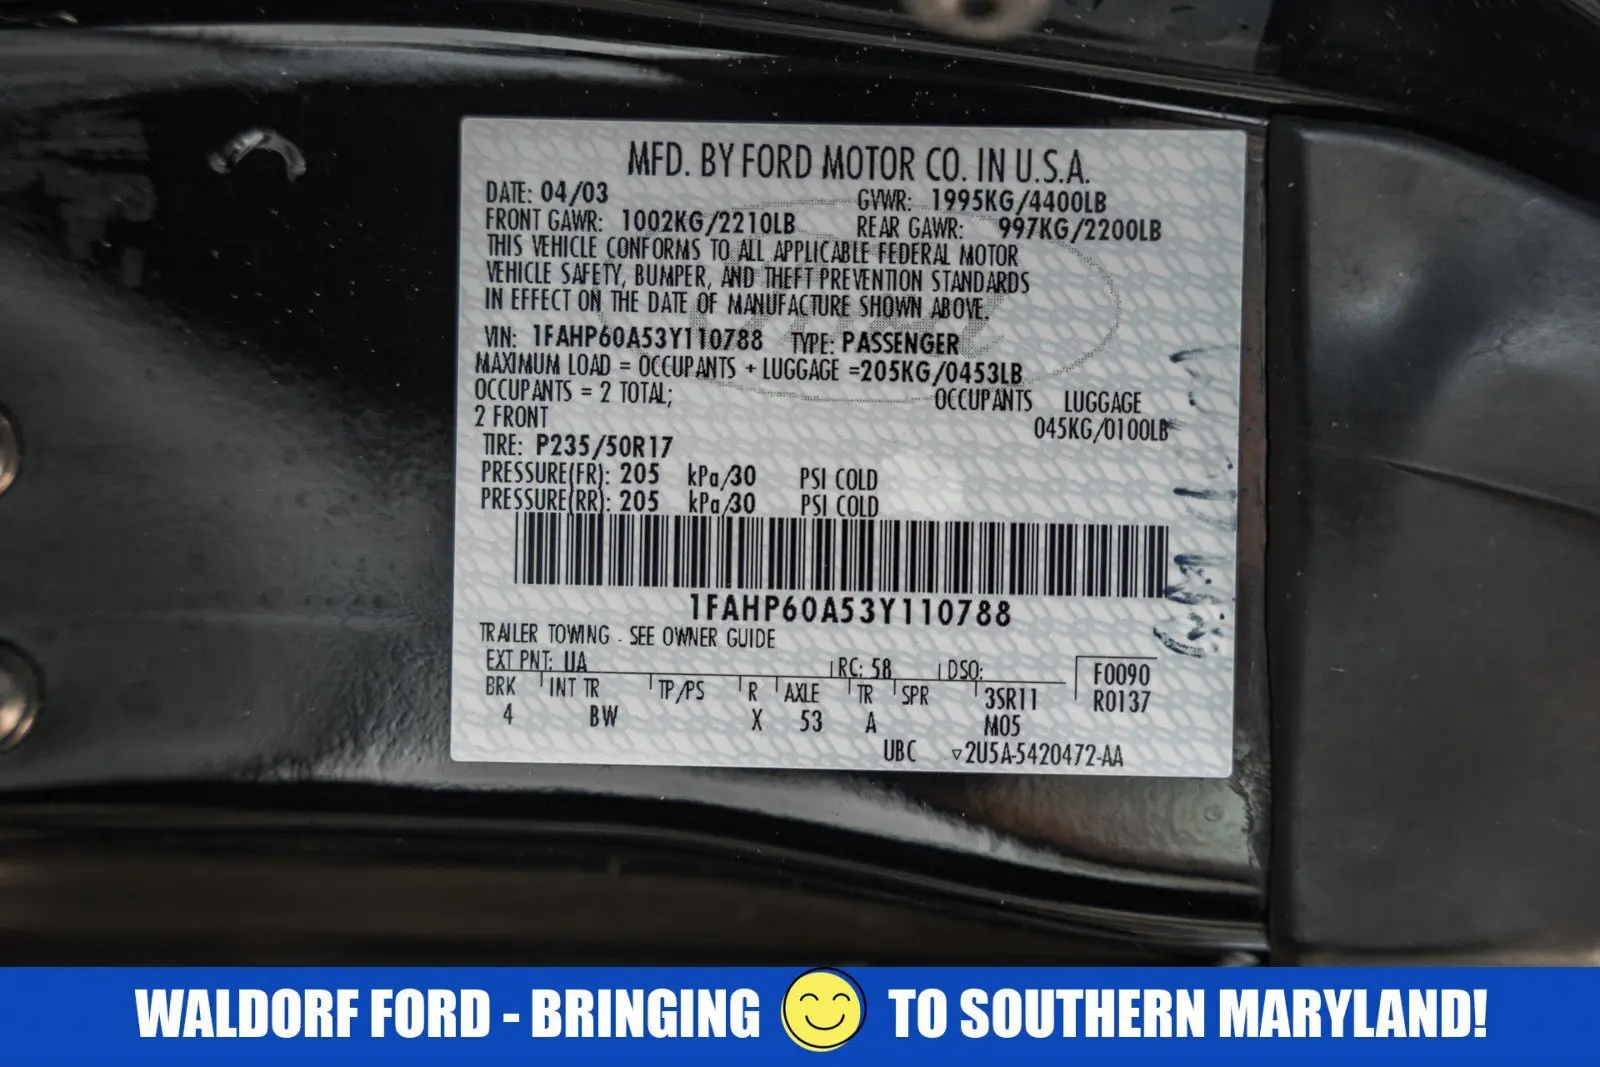 MFD. BY FORD MOTOR CO. IN U.S.A.
DATE: 04/03 GVWR: 1995KG/4400LB
FRONT GAWR: 1002KG/2210LB REAR GAWR: 997KG/2200LB
THIS VEHICLE CONFORMS TO ALL APPLICABLE FEDERAL MOTOR
VEHICLE SAFETY, BUMPER, AND THEFT PREVENTION STANDARDS
IN EFFECT ON THE DATE OF MANUFACTURE SHOWN ABOVE.
VIN: 1FAHP60A53Y110788 TYPE: PASSENGER
MAXIMUM LOAD = OCCUPANTS + LUGGAGE =205KG/0453LB
OCCUPANTS = 2 TOTAL; OCCUPANTS LUGGAGE
2 FRONT 045KG/0100LB
TIRE: P235/50R17
PRESSURE(FR): 205 kPa/30 PSI COLD
PRESSURE(RR): 205 kPa/30 PSI COLD
1FAHP60A53Y110788
TRAILER TOWING - SEE OWNER GUIDE
EXT PNT: UA RC: 58 DSO: F0090
BRK INT TR TP/PS R AXLE TR SPR 3SR11 R0137
4 BW X 53 A M05
UBC ▿2U5A-5420472-AA
WALDORF FORD - BRINGING TO SOUTHERN MARYLAND!